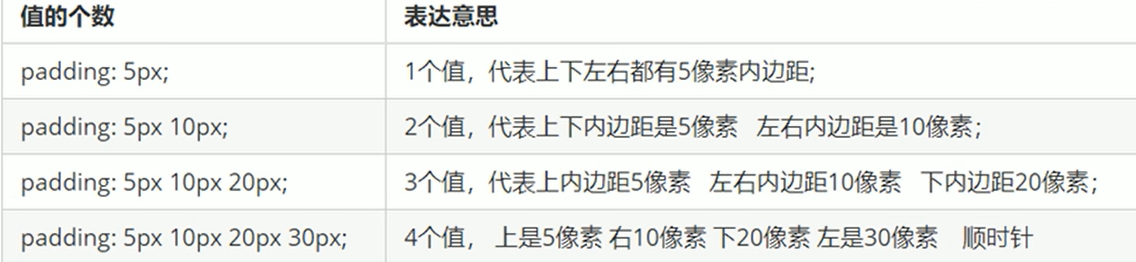 值的个数 表达意思
padding: 5px; 1个值，代表上下左右都有5像素内边距;
padding: 5px 10px; 2个值，代表上下内边距是5像素 左右内边距是10像素；
padding: 5px 10px 20px; 3个值，代表上内边距5像素 左右内边距10像素 下内边距20像素；
padding: 5px 10px 20px 30px; 4个值， 上是5像素 右10像素 下20像素 左是30像素 顺时针